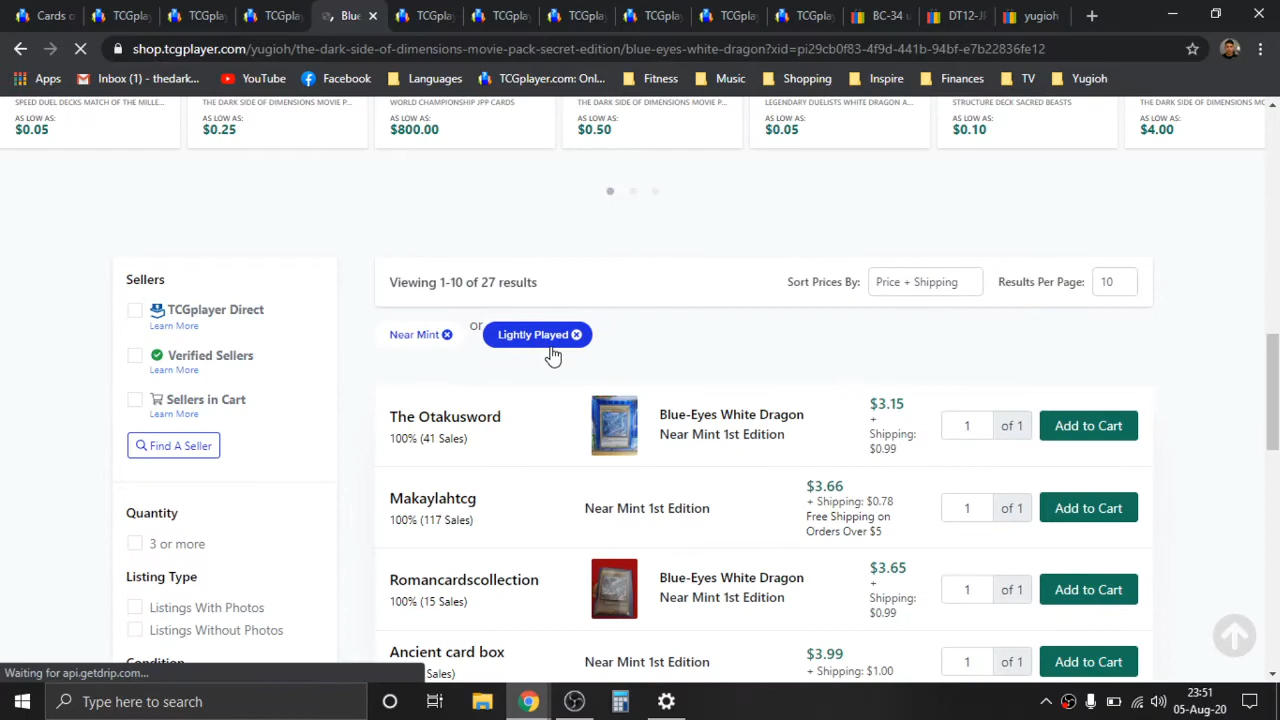 Cards o
TCGpla
TCGpla
TCGpla
Blue
TCGpl
TCGpl
TCGpl
TCGpl
TCGpl
TCGpl
BC-34 u
DT12-JP
yugioh
shop.tcgplayer.com/yugioh/the-dark-side-of-dimensions-movie-pack-secret-edition/blue-eyes-white-dragon?xid=pi29cb0f83-4f9d-441b-94bf-e7b22836fe12
Apps
Inbox (1) - thedark...
YouTube
Facebook
Languages
TCGplayer.com: Onl...
Fitness
Music
Shopping
Inspire
Finances
TV
Yugioh
SPEED DUEL DECKS MATCH OF THE MILLE...
THE DARK SIDE OF DIMENSIONS MOVIE P...
WORLD CHAMPIONSHIP JPP CARDS
THE DARK SIDE OF DIMENSIONS MOVIE P...
LEGENDARY DUELISTS WHITE DRAGON A...
STRUCTURE DECK SACRED BEASTS
THE DARK SIDE OF DIMENSIONS MO
AS LOW AS:
AS LOW AS:
AS LOW AS:
AS LOW AS:
AS LOW AS:
AS LOW AS:
AS LOW AS:
$0.05
$0.25
$800.00
$0.50
$0.05
$0.10
$4.00
Sellers
TCGplayer Direct
Learn More
Verified Sellers
Learn More
Sellers in Cart
Learn More
Find A Seller
Quantity
3 or more
Listing Type
Listings With Photos
Listings Without Photos
Condition
Viewing 1-10 of 27 results
Sort Prices By: Price + Shipping
Results Per Page: 10
Near Mint or Lightly Played
The Otakusword
100% (41 Sales)
Blue-Eyes White Dragon
Near Mint 1st Edition
$3.15
+
Shipping:
$0.99
1 of 1 Add to Cart
Makaylahtcg
100% (117 Sales)
Near Mint 1st Edition
$3.66
+ Shipping: $0.78
Free Shipping on
Orders Over $5
1 of 1 Add to Cart
Romancardscollection
100% (15 Sales)
Blue-Eyes White Dragon
Near Mint 1st Edition
$3.65
+
Shipping:
$0.99
1 of 1 Add to Cart
Ancient card box
Sales)
Near Mint 1st Edition
$3.99
+ Shipping: $1.00
1 of 1 Add to Cart
Waiting for api.getdrip.com...
Type here to search
23:51
05-Aug-20